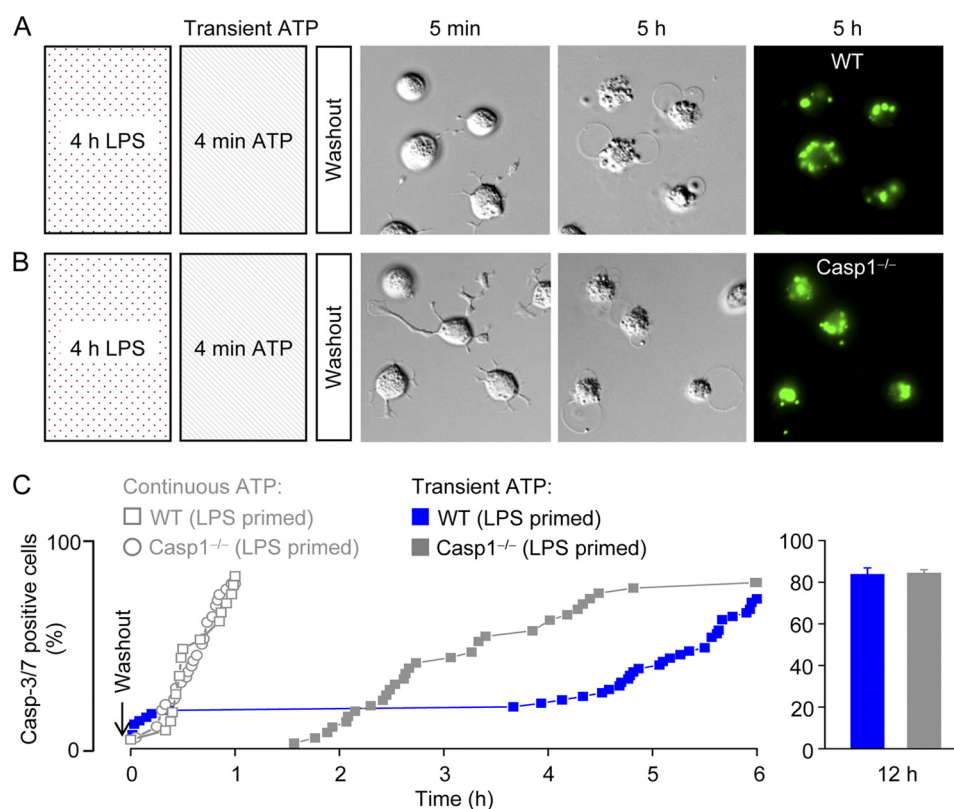 A
Transient ATP
5 min
5 h
5 h
4 h LPS
4 min ATP
Washout
WT
B
4 h LPS
4 min ATP
Washout
Casp1⁻/⁻
C
Continuous ATP:
WT (LPS primed)
Casp1⁻/⁻ (LPS primed)
Transient ATP:
WT (LPS primed)
Casp1⁻/⁻ (LPS primed)
Casp-3/7 positive cells
(%)
100
0
Washout
0 1 2 3 4 5 6
Time (h)
100
80
60
40
20
0
12 h